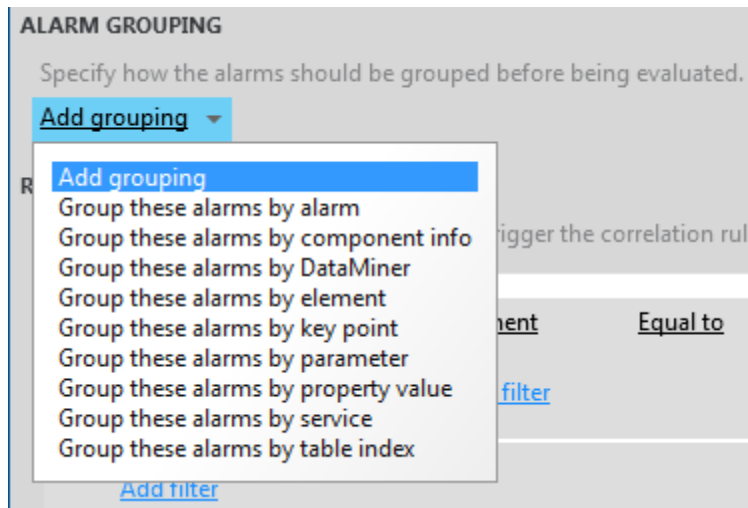 ALARM GROUPING
Specify how the alarms should be grouped before being evaluated.
Add grouping
Add grouping
Group these alarms by alarm
Group these alarms by component info
rigger the correlation rul
Group these alarms by DataMiner
Group these alarms by element
Group these alarms by key point
Equal to
Group these alarms by parameter
Group these alarms by property value
filter
Group these alarms by service
Group these alarms by table index
Add filter